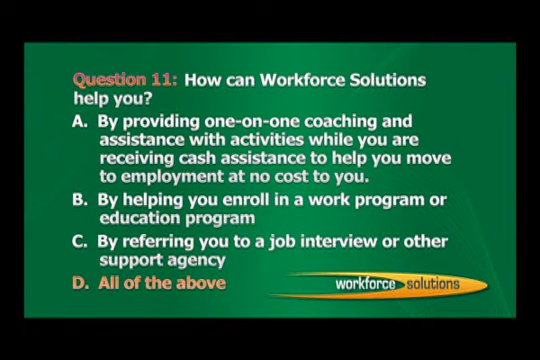 Question 11: How can Workforce Solutions
help you?
A. By providing one-on-one coaching and
assistance with activities while you are
receiving cash assistance to help you move
to employment at no cost to you.
B. By helping you enroll in a work program or
education program
C. By referring you to a job interview or other
support agency
D. All of the above
workforce solutions